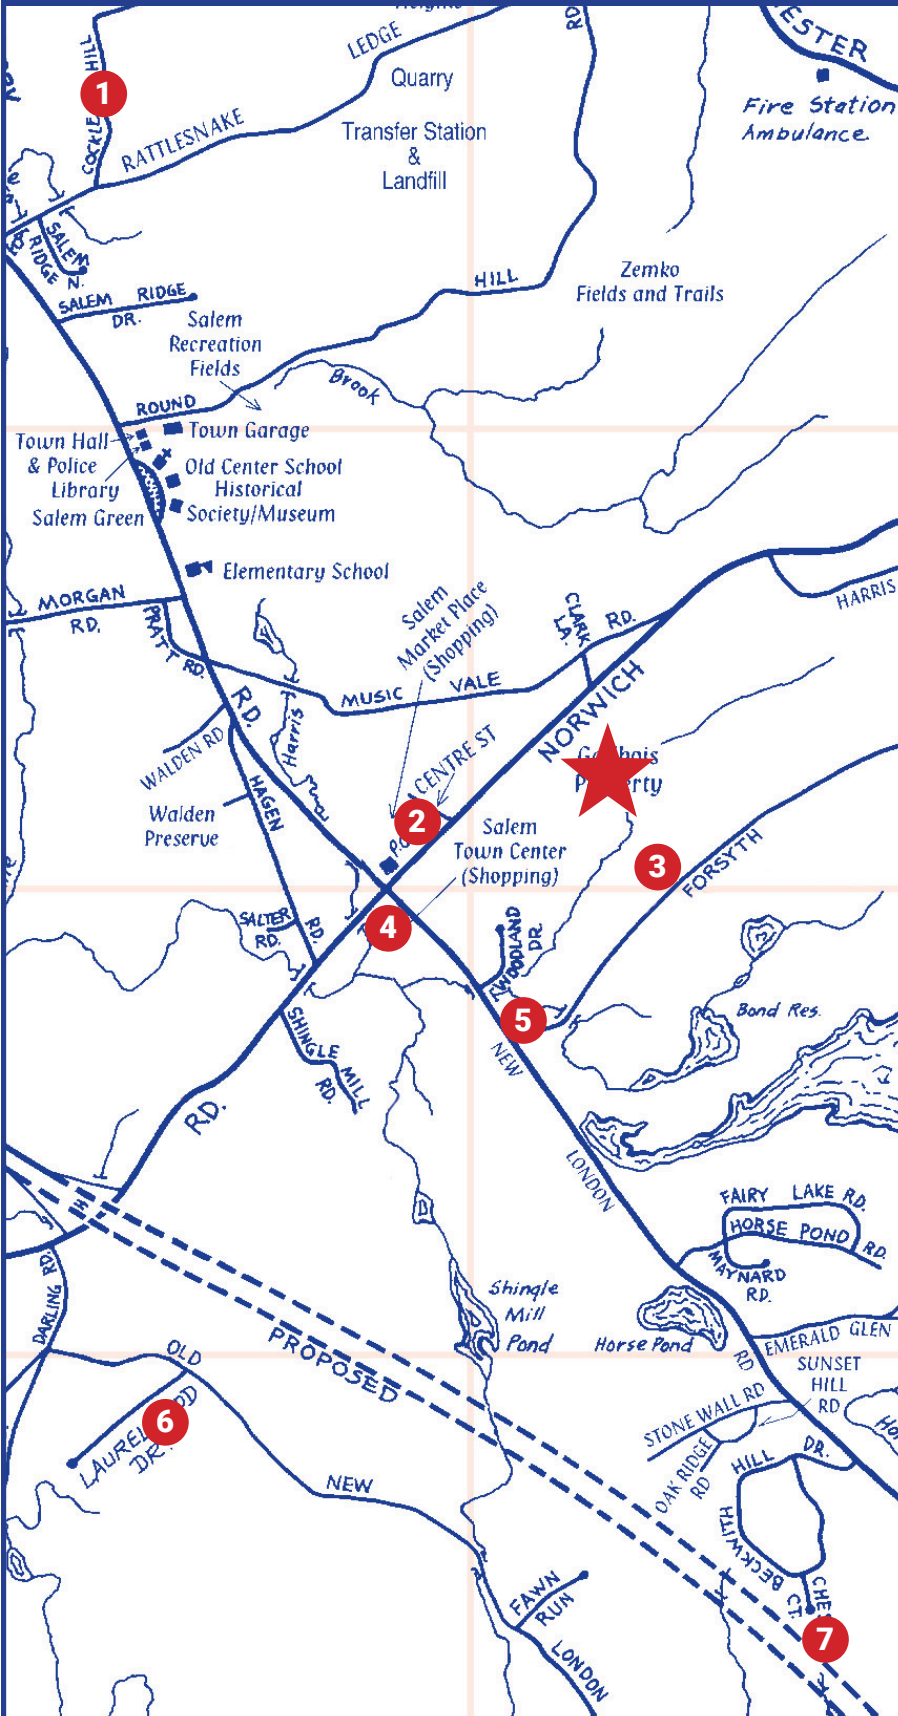 Heights
COCKLE HILL
1
RATTLESNAKE LEDGE
Quarry
Transfer Station
&
Landfill
RD
ESTER
Fire Station
Ambulance
SALEM
RIDGE
N.
SALEM RIDGE
DR.
HILL
Zemko
Fields and Trails
Salem
Recreation
Fields
Brook
ROUND
Town Garage
Town Hall
& Police
Library
Salem Green
Old Center School
Historical
Society/Museum
Elementary School
MORGAN
RD.
PRATT RD.
Salem
Market Place
(Shopping)
CLARK
LA.
RD.
HARRIS
MUSIC VALE
RD.
NORWICH
WALDEN RD
Harris
HAGEN
Walden
Preserve
CENTRE ST
2
P.O.
Salem
Town Center
(Shopping)
3
FORSYTH
SALTER
RD.
RD.
4
WOODLAND
DR.
5
NEW
Bond Res.
SHINGLE
MILL
RD.
RD.
LONDON
FAIRY LAKE RD.
HORSE POND RD.
MAYNARD
RD.
DARLING RD.
Shingle
Mill
Pond
Horse Pond
EMERALD GLEN
RD
SUNSET
HILL
RD
PROPOSED
OLD
6
DR.
STONE WALL RD
OAK RIDGE
RD
HILL DR.
BECKWITH
CT.
NEW
FAWN
RUN
LONDON
7